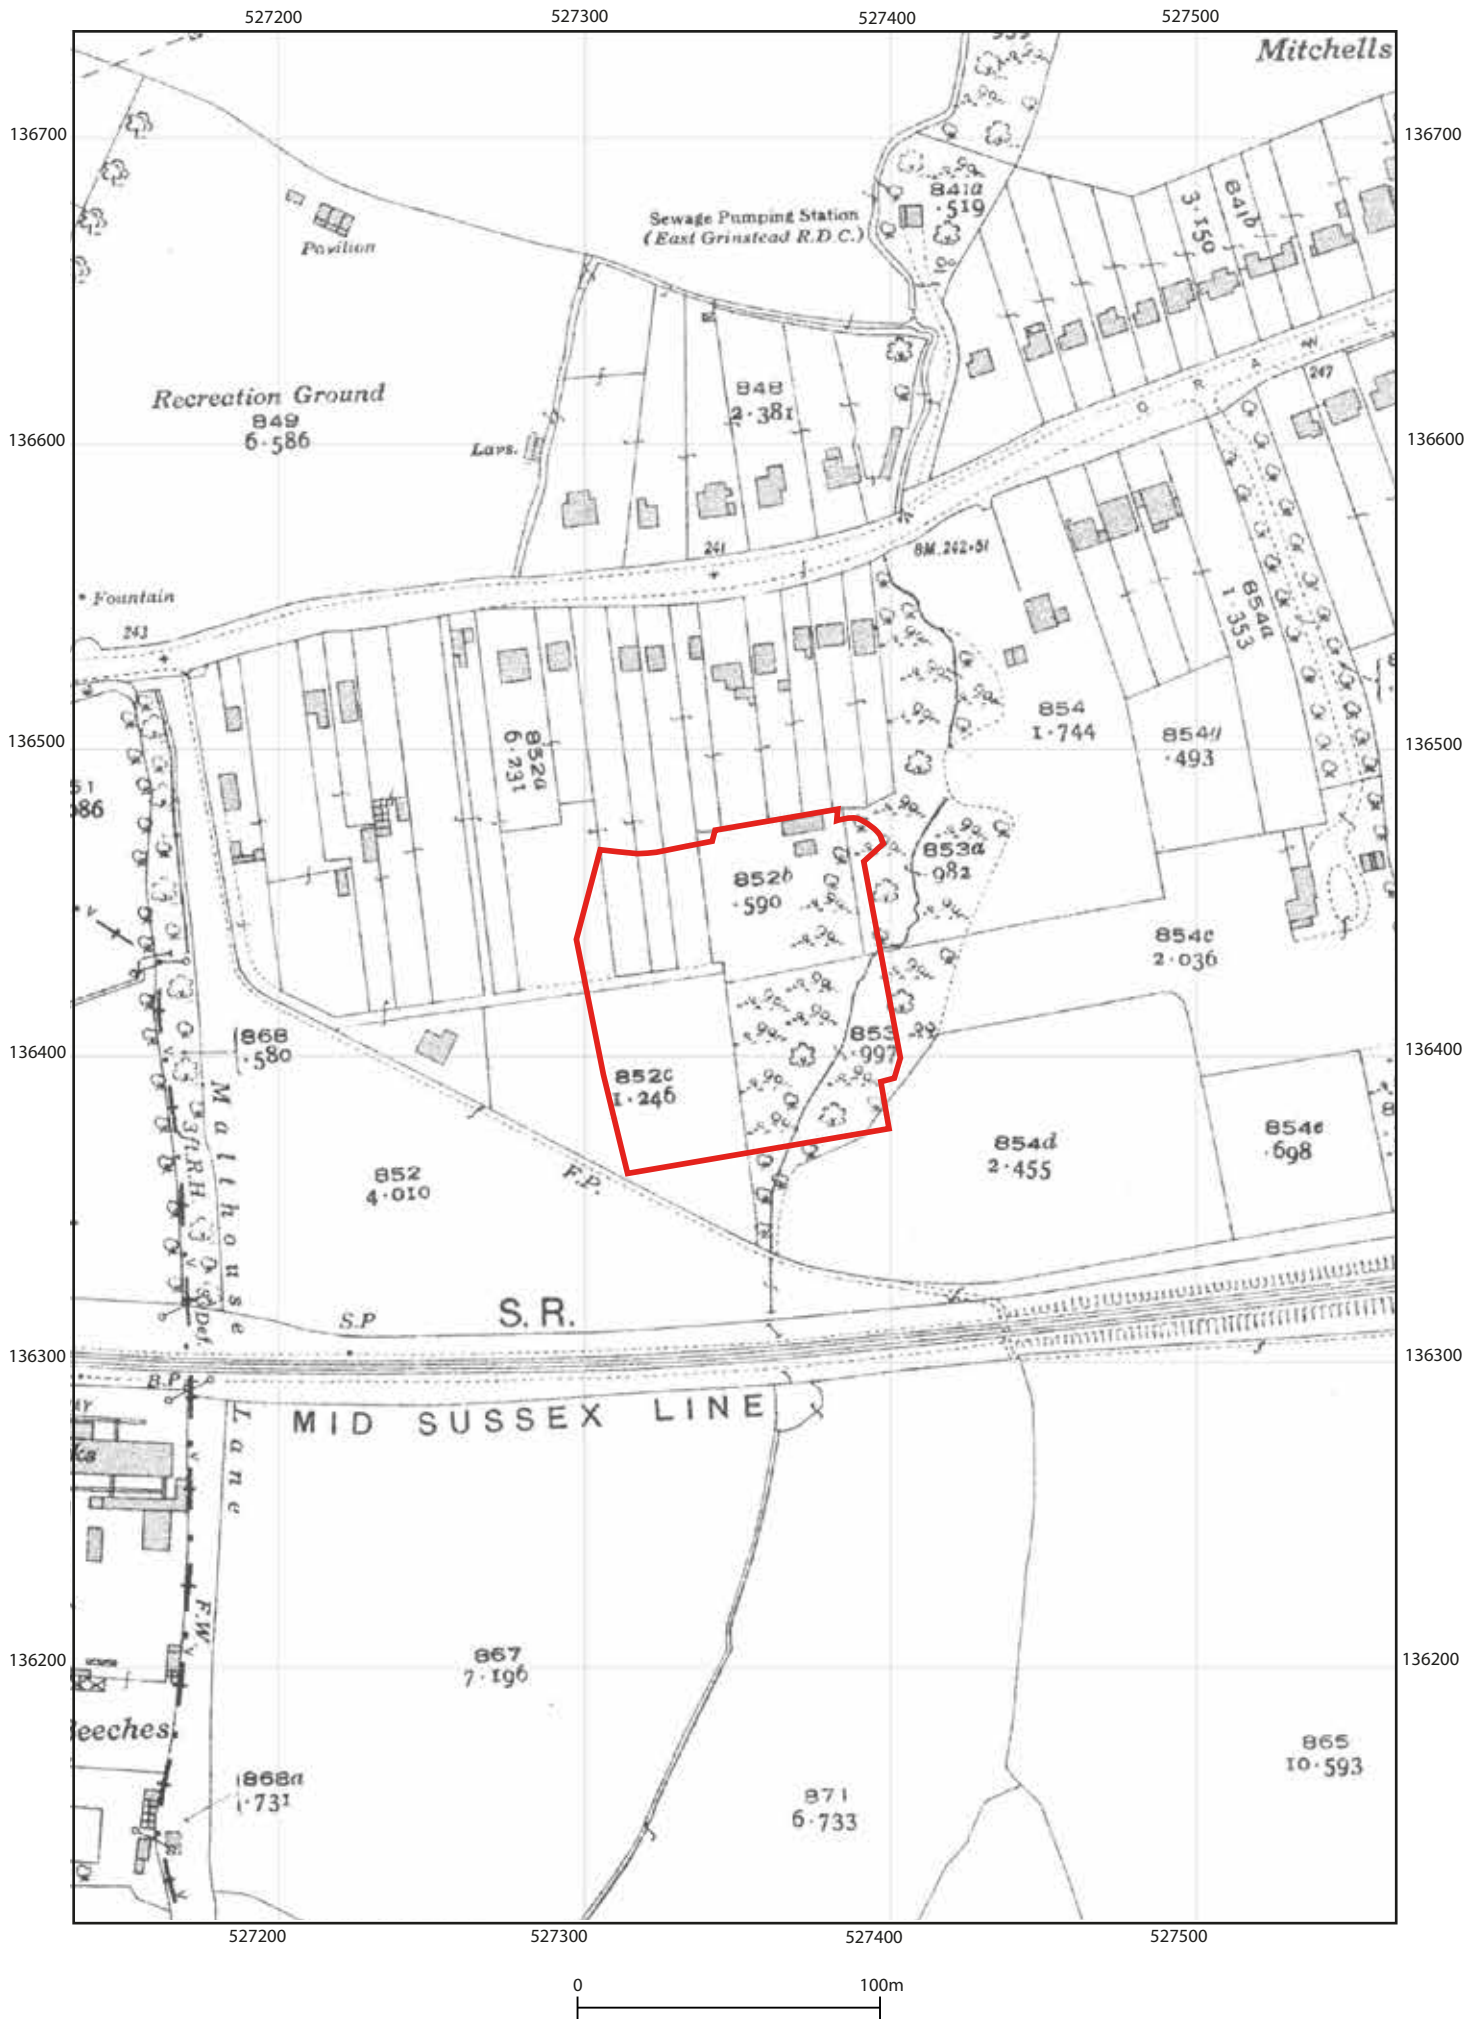 527200 527300 527400 527500
Mitchells
136700 136700
841a
·519
841b
3·150
Sewage Pumping Station
(East Grinstead R.D.C.)
Pavilion
Recreation Ground
849
6·586
848
2·381
Lavs.
247
136600 136600
241
B.M. 242·51
Fountain
243
854a
1·353
854
1·744
852a
6·231
136500 136500
854g
·493
853a
·982
852b
·590
854c
2·036
868
·580
853
·997
136400 136400
852c
1·246
854d
2·455
854e
·698
852
4·010
F.P.
3ft. R.H.
Malthouse
Def.
S.P
S.R.
136300 136300
B.P
MID SUSSEX LINE
Lane
F.W.
867
7·196
136200 136200
eeches
868a
1·731
871
6·733
865
10·593
527200 527300 527400 527500
0 100m